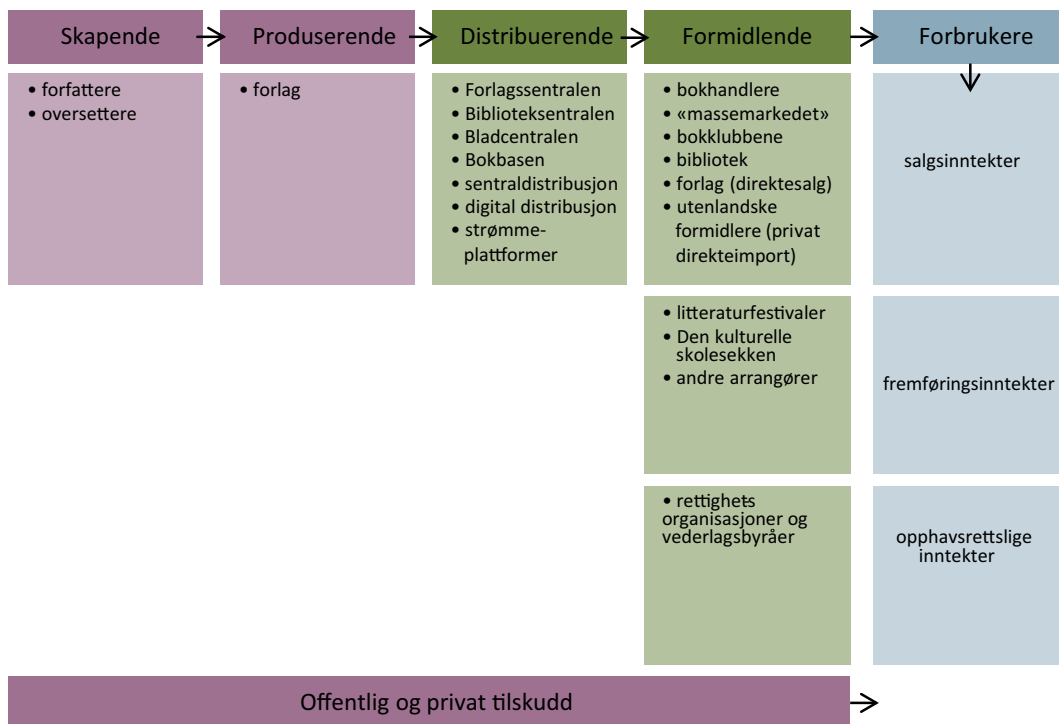 Skapende
Produserende
Distribuerende
Formidlende
Forbrukere
• forfattere
• oversettere
• forlag
• Forlagssentralen
• Biblioteksentralen
• Bladcentralen
• Bokbasen
• sentraldistribusjon
• digital distribusjon
• strømme-
plattformer
• bokhandlere
• «massemarkedet»
• bokklubbene
• bibliotek
• forlag (direktesalg)
• utenlandske
formidlere (privat
direkteimport)
salgsinntekter
• litteraturfestivaler
• Den kulturelle
skolesekken
• andre arrangører
fremføringsinntekter
• rettighets-
organisasjoner og
vederlagsbyråer
opphavsrettslige
inntekter
Offentlig og privat tilskudd